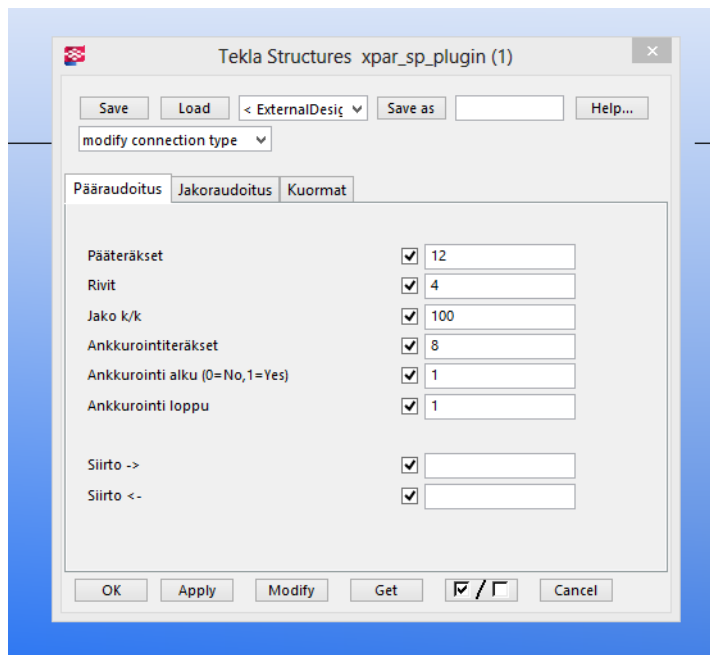 Tekla Structures xpar_sp_plugin (1)
Save Load < ExternalDesig Save as Help...
modify connection type
Pääraudoitus Jakoraudoitus Kuormat
Pääteräkset 12
Rivit 4
Jako k/k 100
Ankkurointiteräkset 8
Ankkurointi alku (0=No,1=Yes) 1
Ankkurointi loppu 1
Siirto ->
Siirto <-
OK Apply Modify Get / Cancel